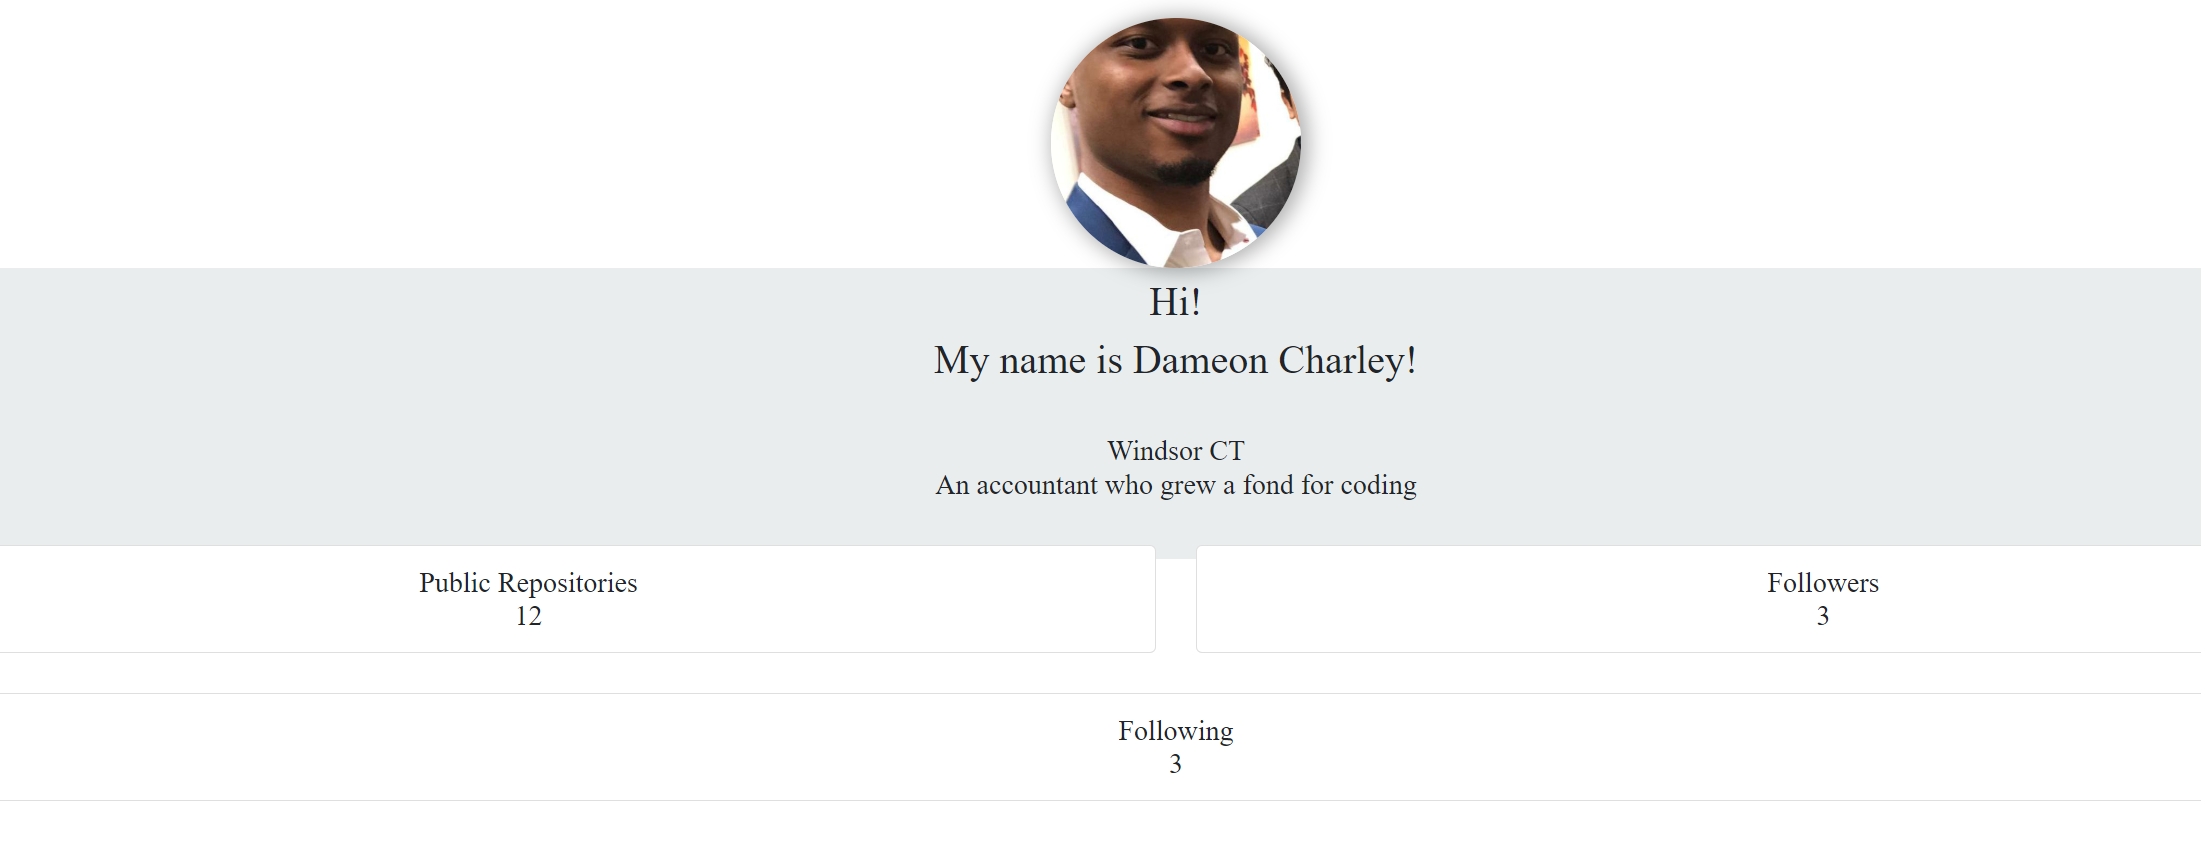 Hi!
My name is Dameon Charley!
Windsor CT
An accountant who grew a fond for coding
Public Repositories
12
Followers
3
Following
3